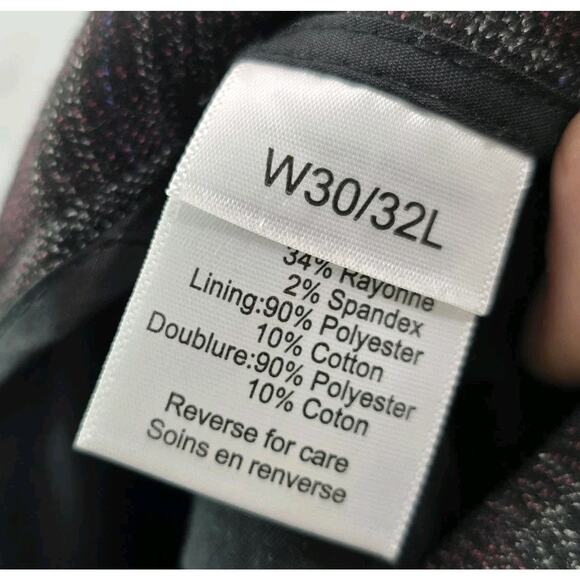 W30/32L
34% Rayonne
2% Spandex
Lining:90% Polyester
10% Cotton
Doublure:90% Polyester
10% Coton
Reverse for care
Soins en renverse